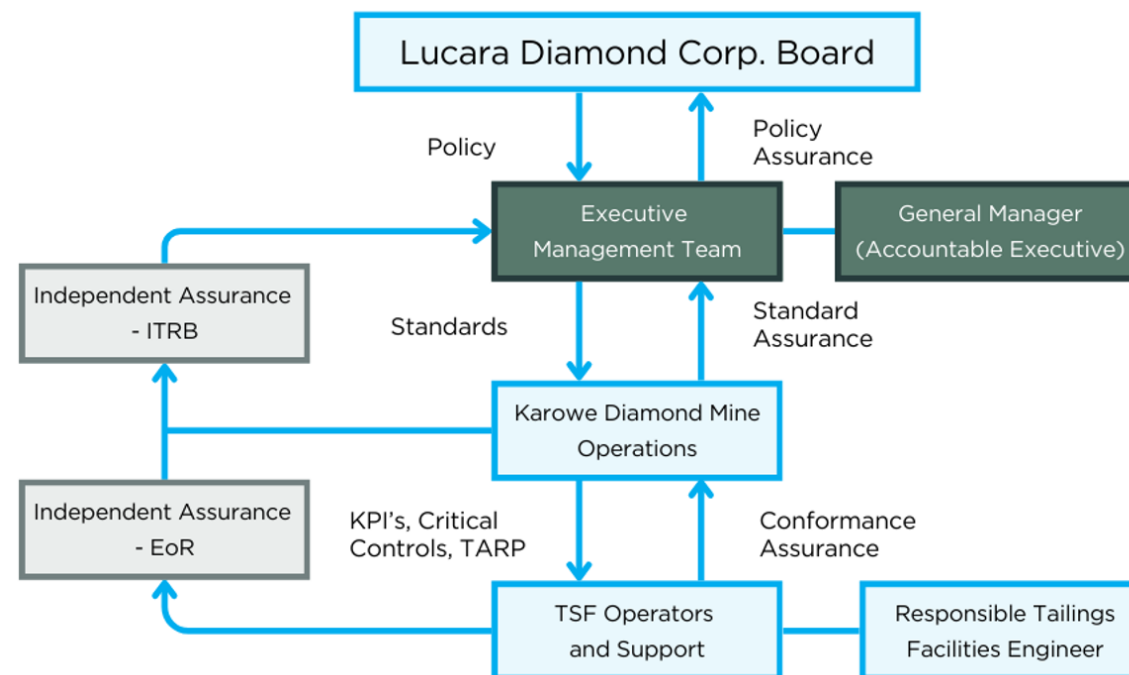 Lucara Diamond Corp. Board
Policy
Policy
Assurance
Executive
Management Team
General Manager
(Accountable Executive)
Independent Assurance
- ITRB
Standards
Standard
Assurance
Karowe Diamond Mine
Operations
Independent Assurance
- EoR
KPI's, Critical
Controls, TARP
Conformance
Assurance
TSF Operators
and Support
Responsible Tailings
Facilities Engineer